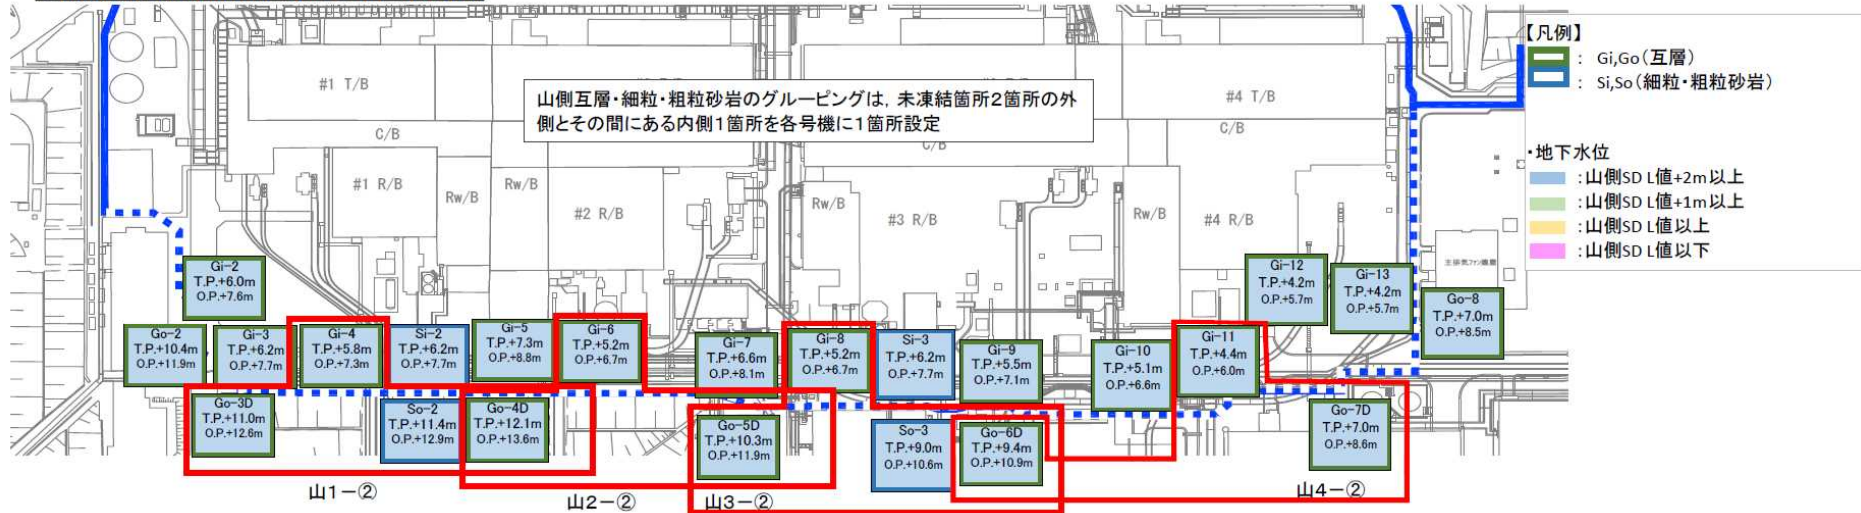 【凡例】
： Gi,Go（互層）
： Si,So（細粒・粗粒砂岩）
・地下水位
：山側SD L値+2m以上
：山側SD L値+1m以上
：山側SD L値以上
：山側SD L値以下
#1 T/B
#4 T/B
山側互層・細粒・粗粒砂岩のグルーピングは，未凍結箇所2箇所の外
側とその間にある内側1箇所を各号機に1箇所設定
C/B
C/B
C/B
#1 R/B
Rw/B
Rw/B
#2 R/B
Rw/B
#3 R/B
Rw/B
#4 R/B
Gi-2
T.P.+6.0m
O.P.+7.6m
Gi-12
T.P.+4.2m
O.P.+5.7m
Gi-13
T.P.+4.2m
O.P.+5.7m
Go-8
T.P.+7.0m
O.P.+8.5m
Go-2
T.P.+10.4m
O.P.+11.9m
Gi-3
T.P.+6.2m
O.P.+7.7m
Gi-4
T.P.+5.8m
O.P.+7.3m
Si-2
T.P.+6.2m
O.P.+7.7m
Gi-5
T.P.+7.3m
O.P.+8.8m
Gi-6
T.P.+5.2m
O.P.+6.7m
Gi-7
T.P.+6.6m
O.P.+8.1m
Gi-8
T.P.+5.2m
O.P.+6.7m
Si-3
T.P.+6.2m
O.P.+7.7m
Gi-9
T.P.+5.5m
O.P.+7.1m
Gi-10
T.P.+5.1m
O.P.+6.6m
Gi-11
T.P.+4.4m
O.P.+6.0m
Go-3D
T.P.+11.0m
O.P.+12.6m
So-2
T.P.+11.4m
O.P.+12.9m
Go-4D
T.P.+12.1m
O.P.+13.6m
Go-5D
T.P.+10.3m
O.P.+11.9m
So-3
T.P.+9.0m
O.P.+10.6m
Go-6D
T.P.+9.4m
O.P.+10.9m
Go-7D
T.P.+7.0m
O.P.+8.6m
山1-②
山2-②
山3-②
山4-②